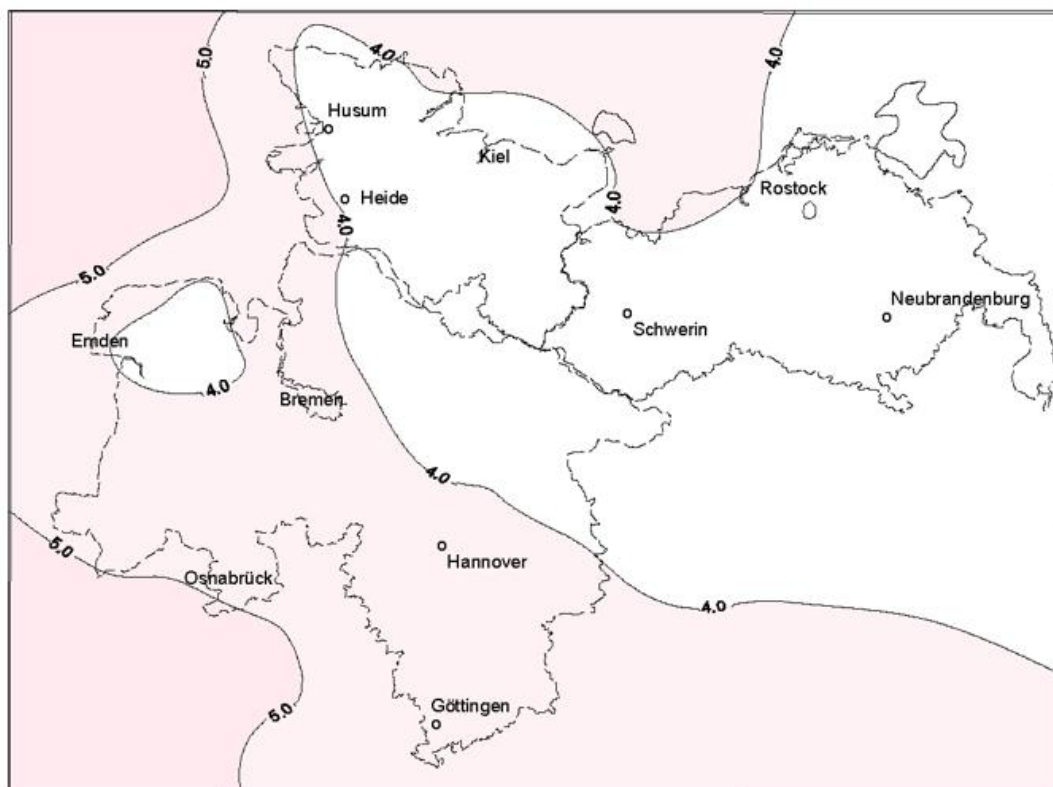 5.0
4.0
4.0
Husum
Kiel
Heide
Rostock
4.0
4.0
5.0
Neubrandenburg
Schwerin
Emden
4.0
Bremen
4.0
5.0
Hannover
Osnabrück
4.0
Göttingen
5.0